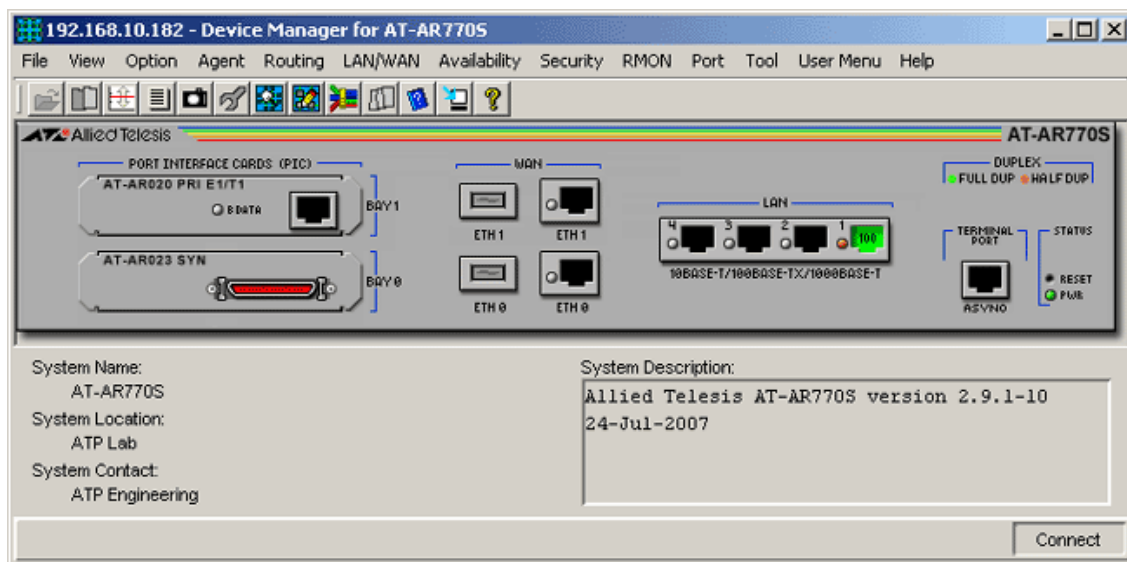 192.168.10.182 - Device Manager for AT-AR770S
File View Option Agent Routing LAN/WAN Availability Security RMON Port Tool User Menu Help
Allied Telesis
AT-AR770S
PORT INTERFACE CARDS (PIC)
WAN
DUPLEX
AT-AR020 PRI E1/T1
FULL DUP HALF DUP
B DATA
BAY1
LAN
ETH 1 ETH 1
4 3 2 1
100
TERMINAL PORT
STATUS
AT-AR023 SYN
BAY0
10BASE-T/100BASE-TX/1000BASE-T
RESET
PWR
ETH 0 ETH 0
ASYN0
System Name:
AT-AR770S
System Location:
ATP Lab
System Contact:
ATP Engineering
System Description:
Allied Telesis AT-AR770S version 2.9.1-10
24-Jul-2007
Connect